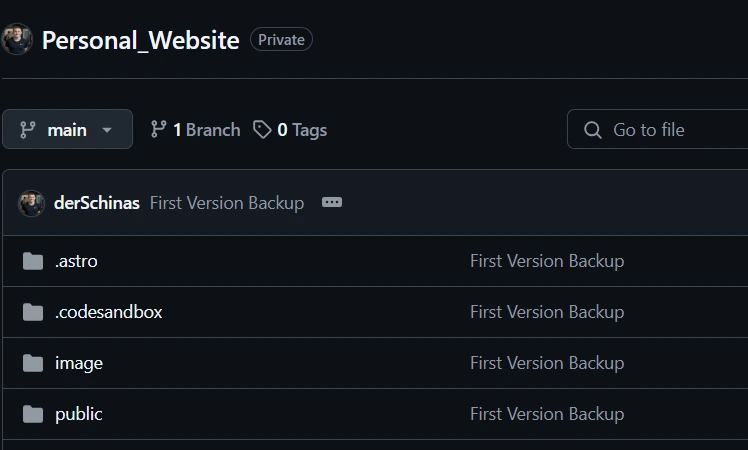 Personal_Website Private
main 1 Branch 0 Tags Go to file
derSchinas First Version Backup
.astro First Version Backup
.codesandbox First Version Backup
image First Version Backup
public First Version Backup